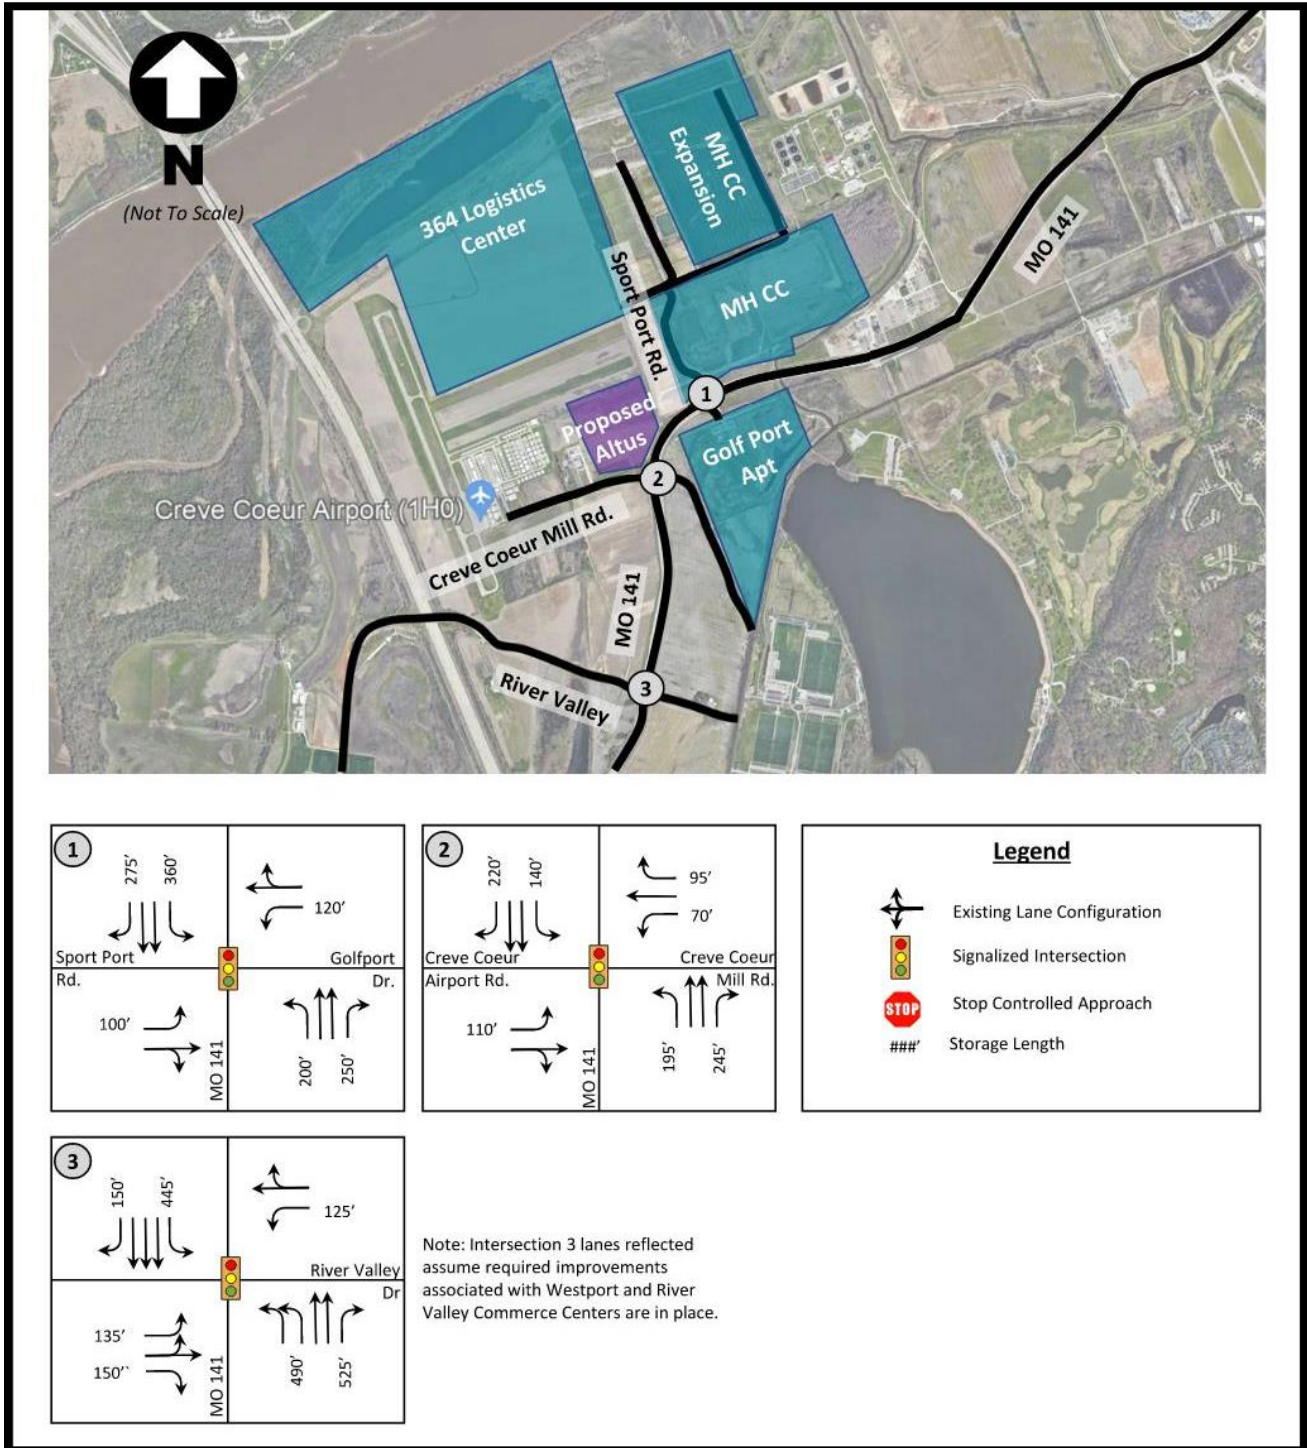 N
(Not To Scale)
364 Logistics
Center
MH CC
Expansion
MH CC
Sport Port Rd.
MO 141
1
Proposed
Altus
Golf Port
Apt
2
Creve Coeur Airport (1H0)
Creve Coeur Mill Rd.
MO 141
3
River Valley
1
275'
360'
120'
Sport Port
Rd.
Golfport
Dr.
100'
MO 141
200'
250'
2
220'
140'
95'
70'
Creve Coeur
Airport Rd.
Creve Coeur
Mill Rd.
110'
MO 141
195'
245'
Legend
Existing Lane Configuration
Signalized Intersection
STOP
Stop Controlled Approach
###'
Storage Length
3
150'
445'
125'
River Valley
Dr
135'
150'`
MO 141
490'
525'
Note: Intersection 3 lanes reflected
assume required improvements
associated with Westport and River
Valley Commerce Centers are in place.